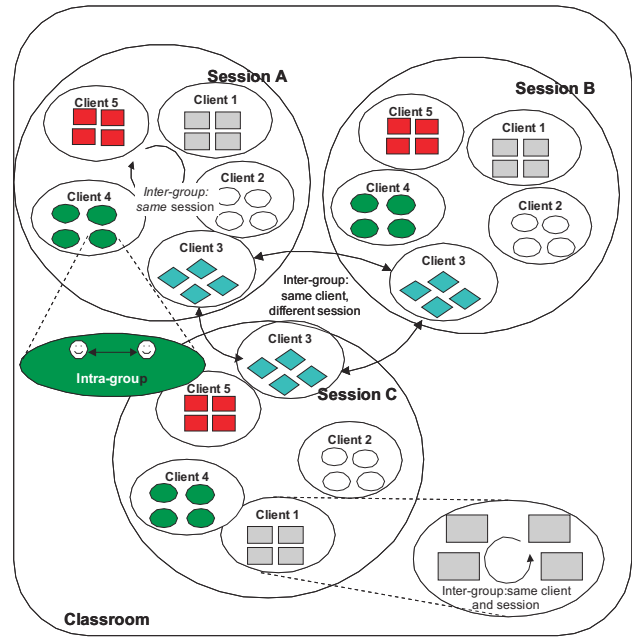 Session A
Client 5
Client 1
Inter-group:
same session
Client 2
Client 4
Client 3
Session B
Client 5
Client 1
Client 4
Client 2
Client 3
Inter-group:
same client,
different session
Intra-group
Client 3
Session C
Client 5
Client 2
Client 4
Client 1
Inter-group:same client
and session
Classroom